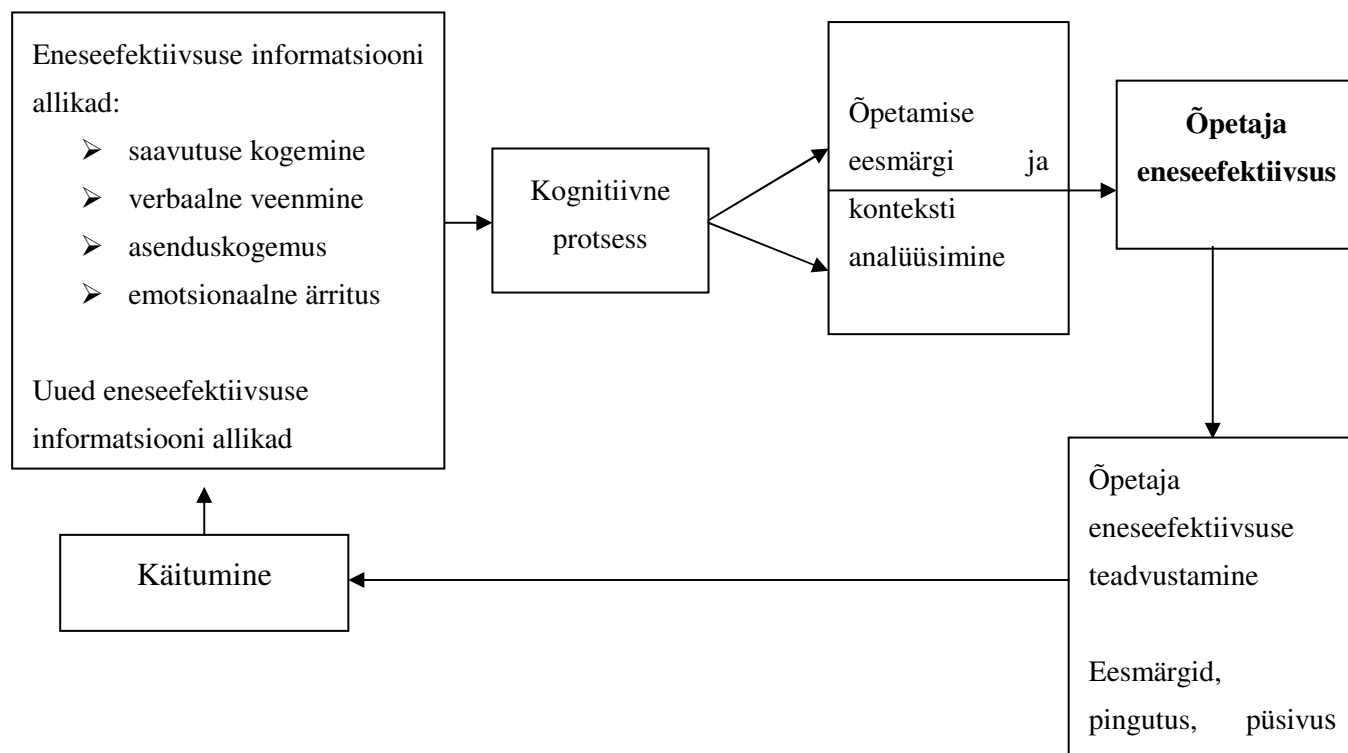 Eneseefektiivsuse informatsiooni
allikad:
➢ saavutuse kogemine
➢ verbaalne veenmine
➢ asenduskogemus
➢ emotsionaalne ärritus
Uued eneseefektiivsuse
informatsiooni allikad
Kognitiivne
protsess
Õpetamise
eesmärgi ja
konteksti
analüüsimine
Õpetaja
eneseefektiivsus
Õpetaja
eneseefektiivsuse
teadvustamine
Eesmärgid,
pingutus, püsivus
Käitumine